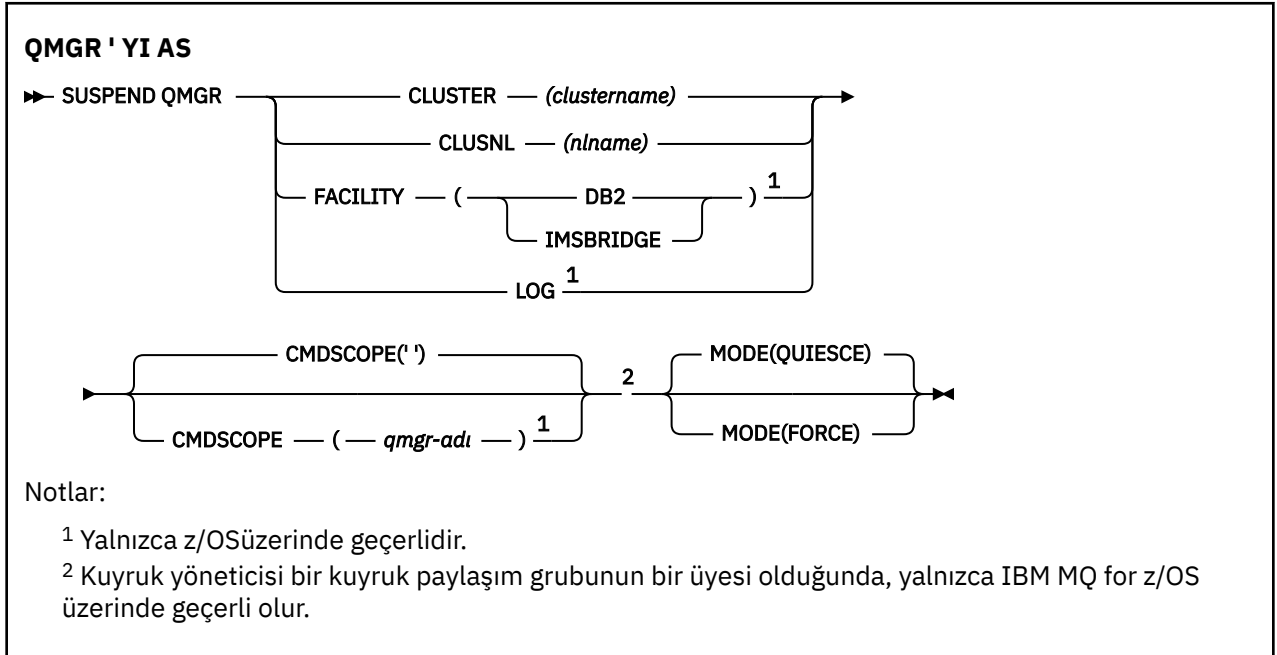 QMGR ' YI AS
SUSPEND QMGR CLUSTER (clustername)
CLUSNL (nlname)
FACILITY ( DB2 ) 1
IMSBRIDGE
LOG 1
CMDSCOPE(' ') 2 MODE(QUIESCE)
CMDSCOPE ( qmgr-adı ) 1 MODE(FORCE)
Notlar:
1 Yalnızca z/OSüzerinde geçerlidir.
2 Kuyruk yöneticisi bir kuyruk paylaşım grubunun bir üyesi olduğunda, yalnızca IBM MQ for z/OS
üzerinde geçerli olur.